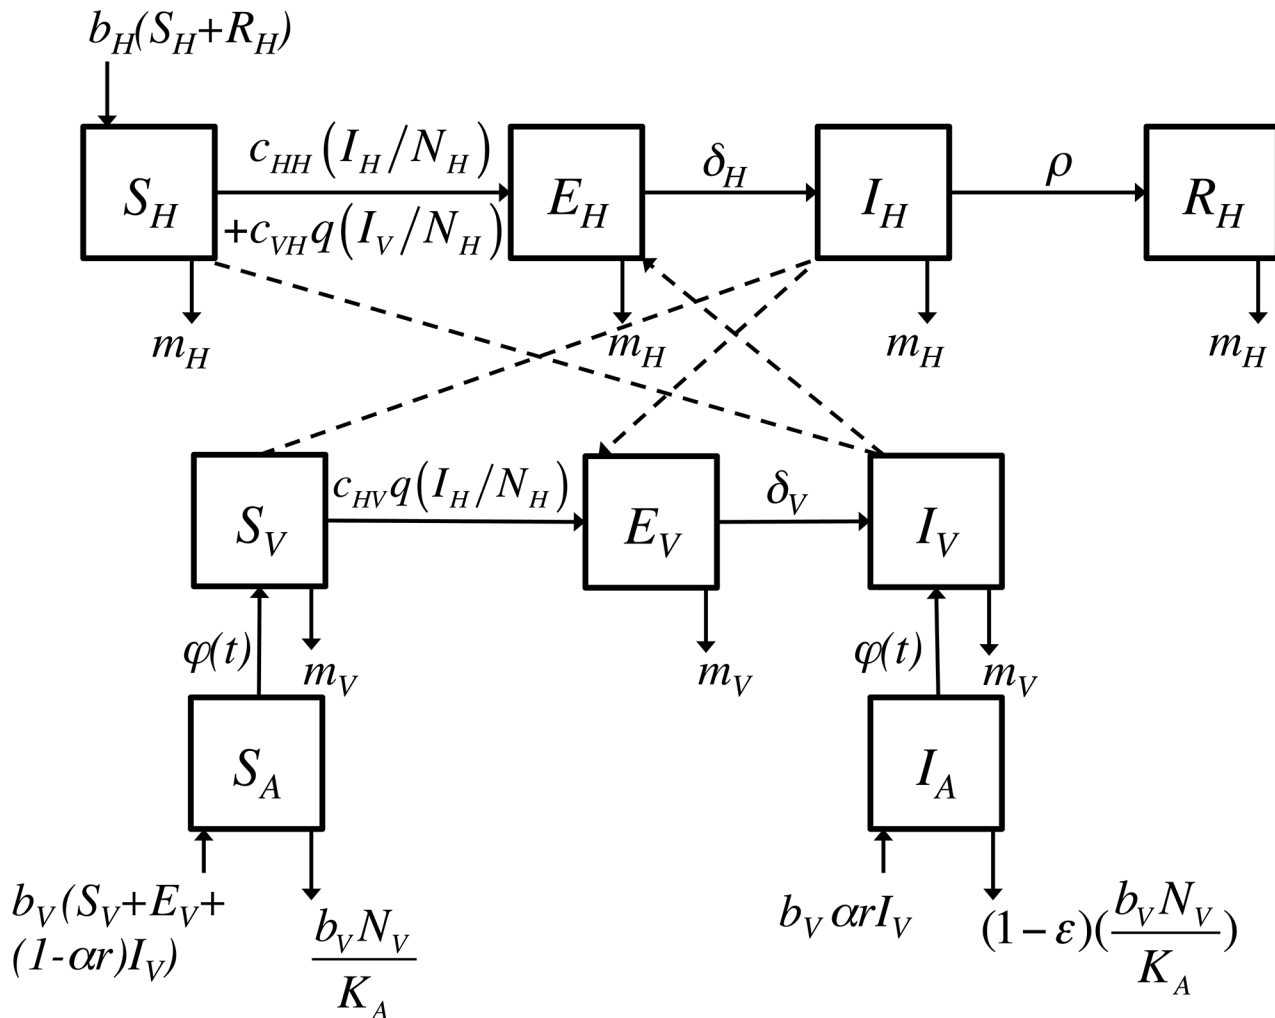 b_H(S_H+R_H)
c_HH(I_H/N_H)
+c_VH q(I_V/N_H)
S_H
E_H
δ_H
I_H
ρ
R_H
m_H
m_H
m_H
m_H
S_V
c_HV q(I_H/N_H)
E_V
δ_V
I_V
φ(t)
m_V
m_V
φ(t)
m_V
S_A
I_A
b_V(S_V+E_V+
(1-αr)I_V)
b_V N_V
K_A
b_V αrI_V
(1−ε)(b_V N_V/K_A)